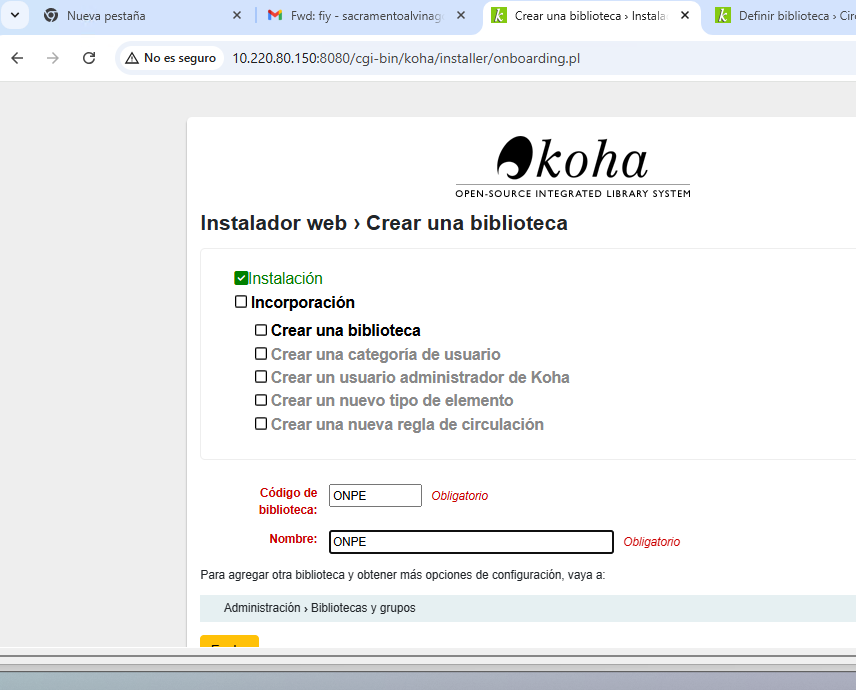 Nueva pestaña
Fwd: fiy - sacramentoalvinag
Crear una biblioteca › Instala
Definir biblioteca › Circ
No es seguro
10.220.80.150:8080/cgi-bin/koha/installer/onboarding.pl
koha
OPEN-SOURCE INTEGRATED LIBRARY SYSTEM
Instalador web › Crear una biblioteca
Instalación
Incorporación
Crear una biblioteca
Crear una categoría de usuario
Crear un usuario administrador de Koha
Crear un nuevo tipo de elemento
Crear una nueva regla de circulación
Código de
biblioteca:
ONPE
Obligatorio
Nombre:
ONPE
Obligatorio
Para agregar otra biblioteca y obtener más opciones de configuración, vaya a:
Administración › Bibliotecas y grupos